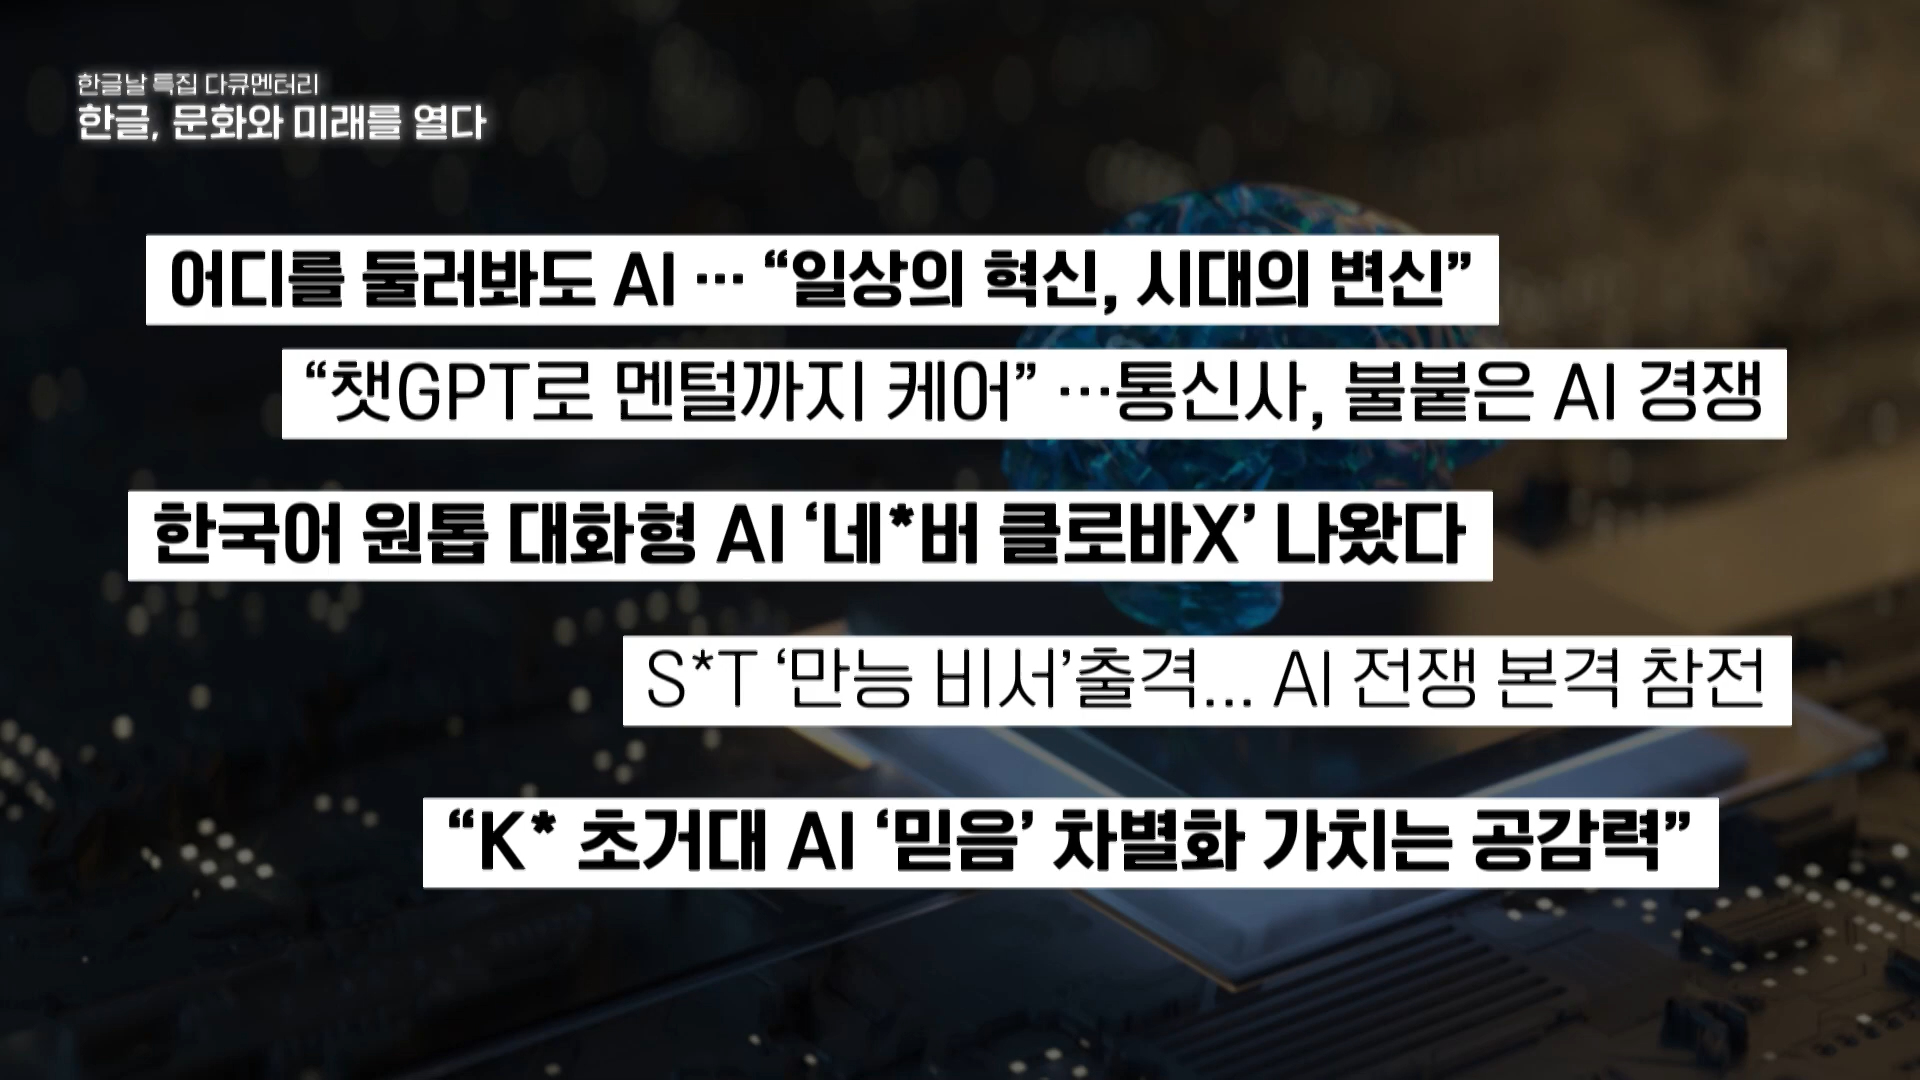 한글날 특집 다큐멘터리
한글, 문화와 미래를 열다
어디를 둘러봐도 AI … “일상의 혁신, 시대의 변신”
“챗GPT로 멘털까지 케어” …통신사, 불붙은 AI 경쟁
한국어 원톱 대화형 AI ‘네*버 클로바X’ 나왔다
S*T ‘만능 비서’출격... AI 전쟁 본격 참전
“K* 초거대 AI ‘믿음’ 차별화 가치는 공감력”